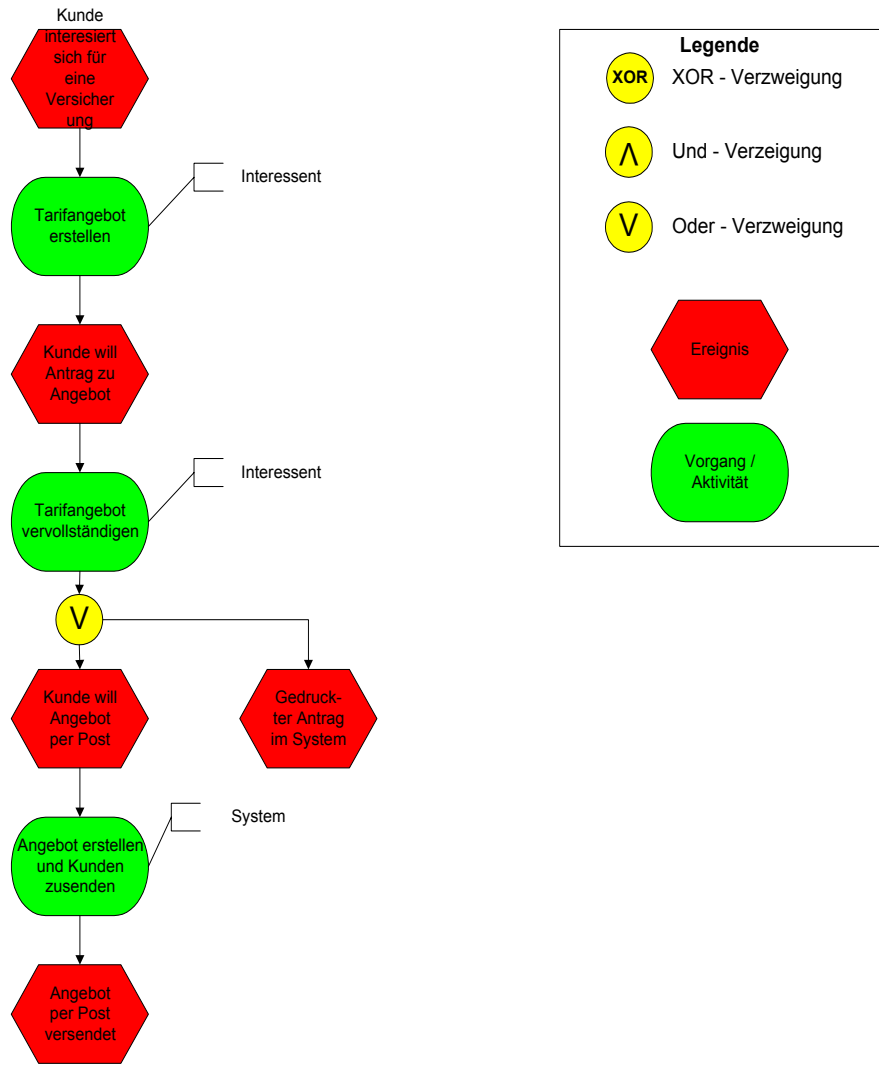 Kunde
interesiert
sich für
eine
Versicher
ung
Tarifangebot
erstellen
Interessent
Kunde will
Antrag zu
Angebot
Tarifangebot
vervollständigen
Interessent
V
Kunde will
Angebot
per Post
Gedruck-
ter Antrag
im System
Angebot erstellen
und Kunden
zusenden
System
Angebot
per Post
versendet
Legende
XOR XOR - Verzweigung
Λ Und - Verzeigung
V Oder - Verzweigung
Ereignis
Vorgang /
Aktivität